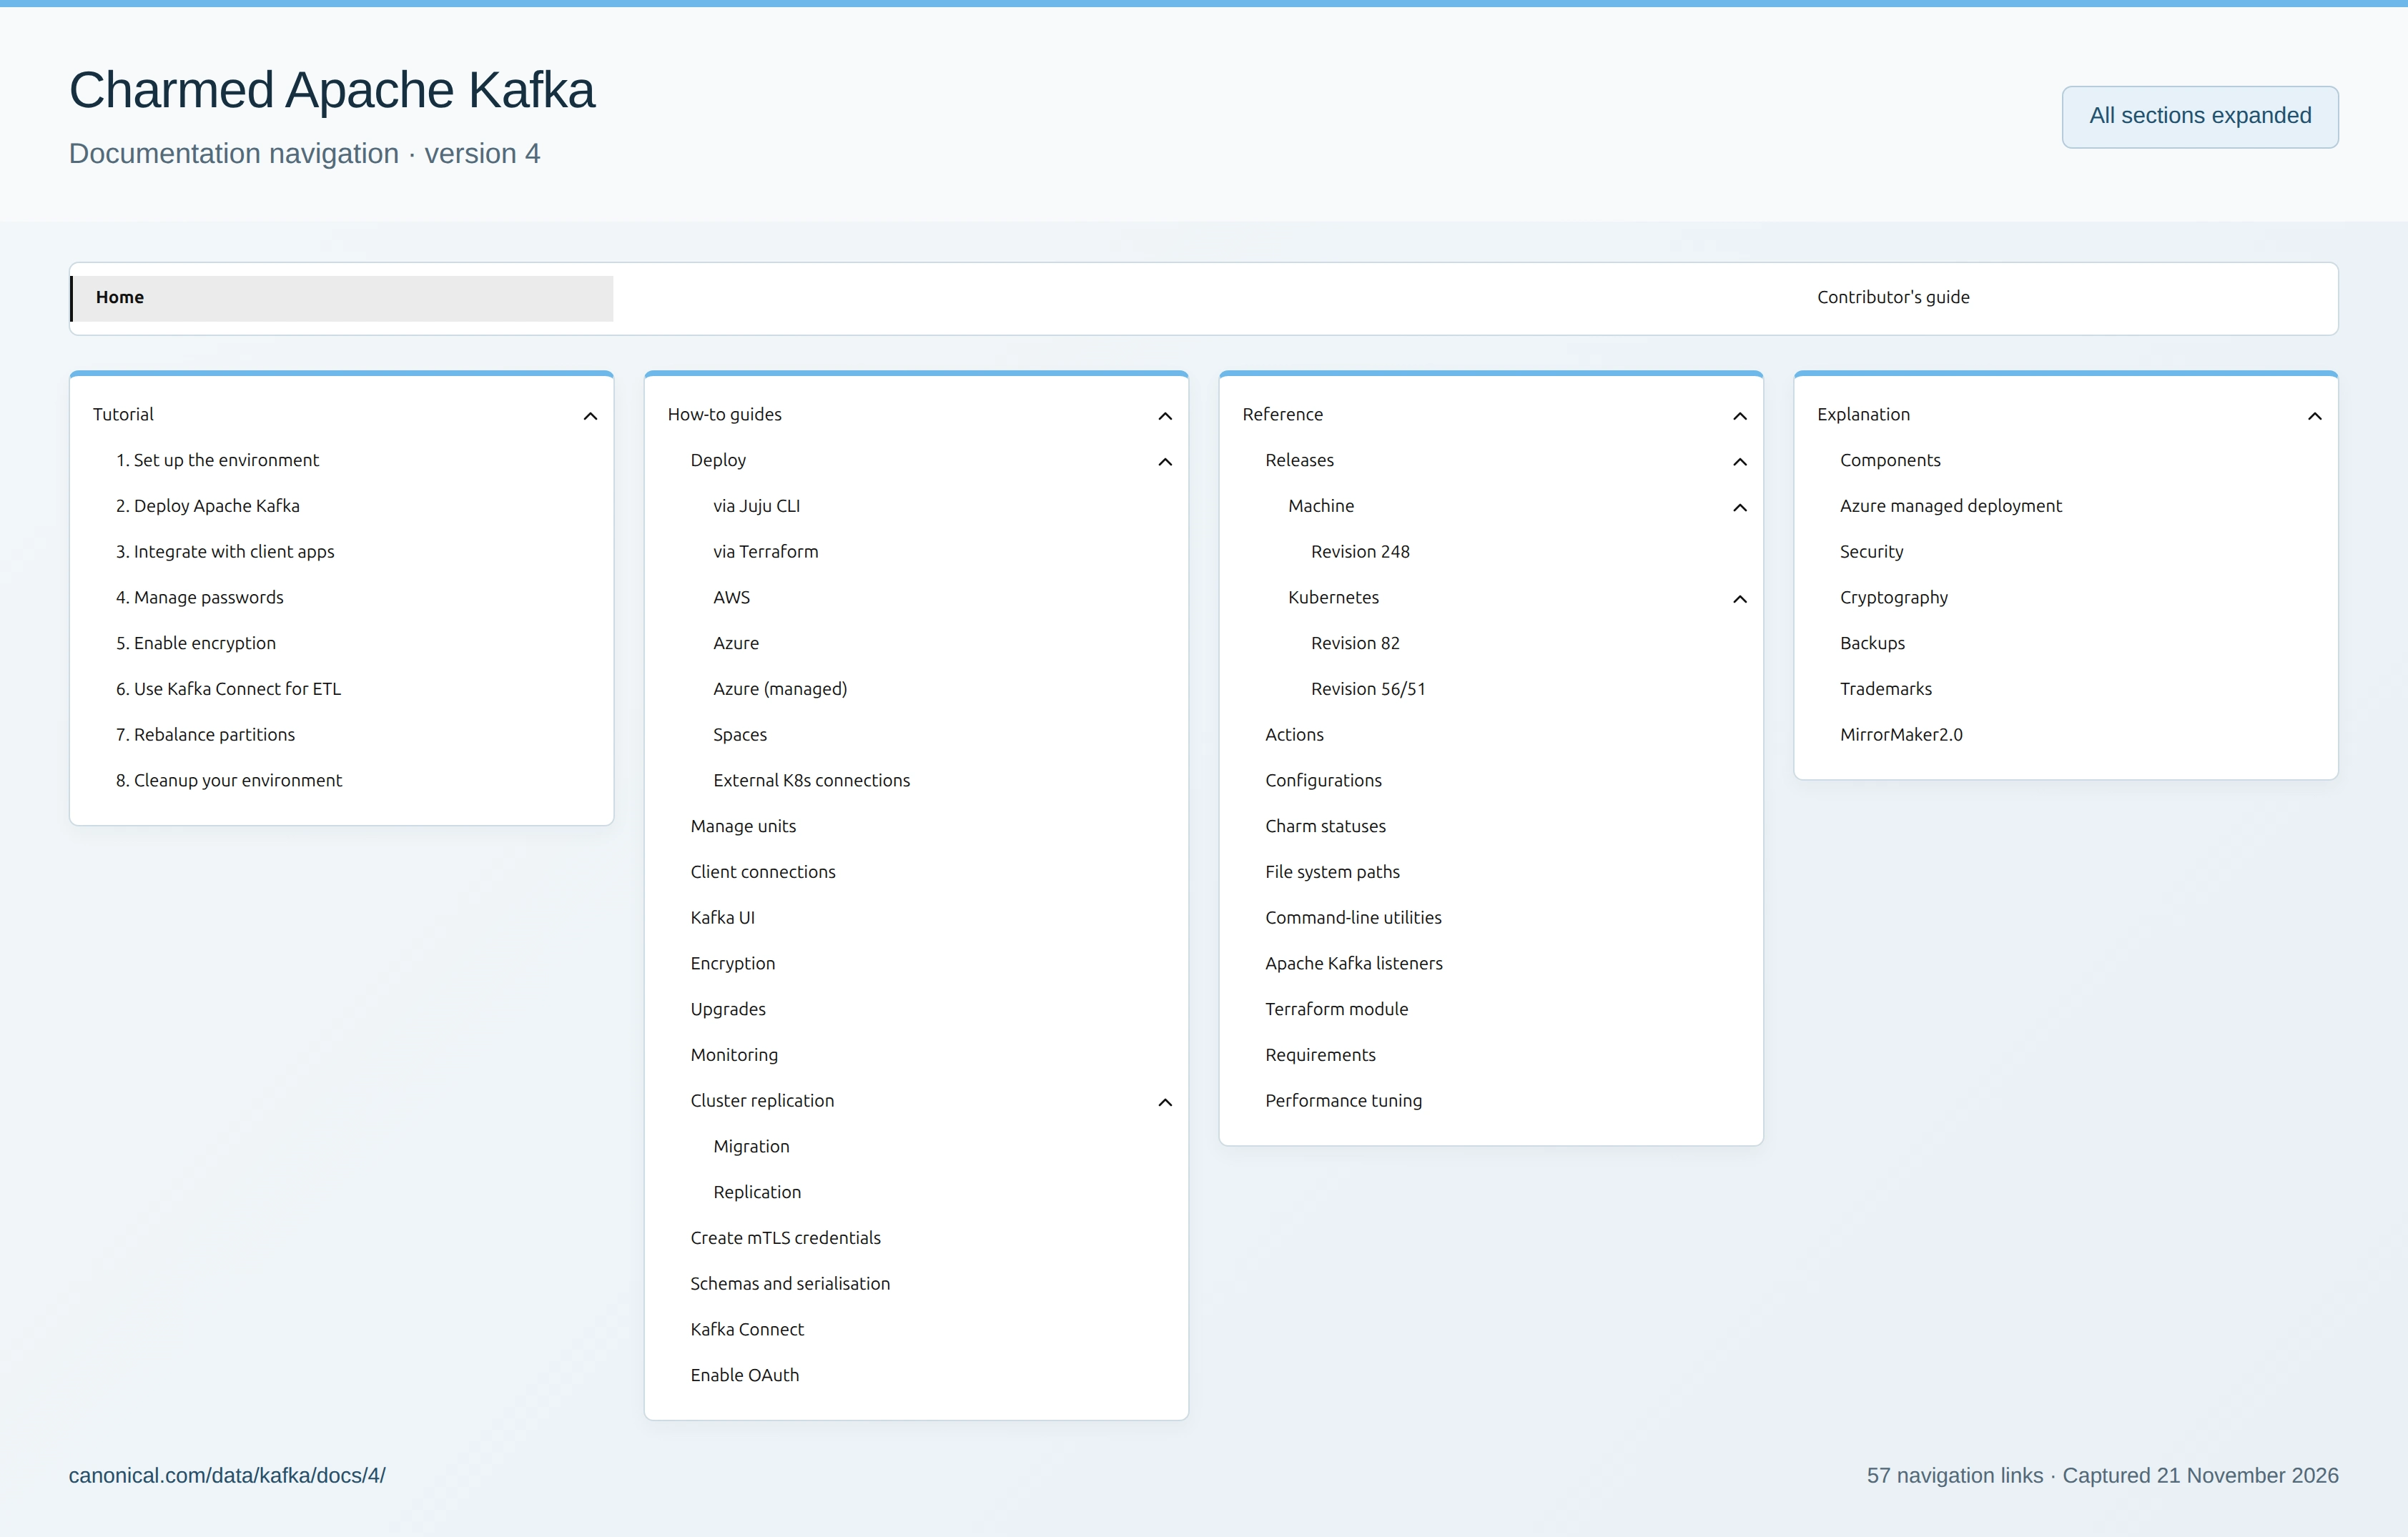 Charmed Apache Kafka
Documentation navigation · version 4
All sections expanded
Home
Contributor's guide
Tutorial
1. Set up the environment
2. Deploy Apache Kafka
3. Integrate with client apps
4. Manage passwords
5. Enable encryption
6. Use Kafka Connect for ETL
7. Rebalance partitions
8. Cleanup your environment
How-to guides
Deploy
via Juju CLI
via Terraform
AWS
Azure
Azure (managed)
Spaces
External K8s connections
Manage units
Client connections
Kafka UI
Encryption
Upgrades
Monitoring
Cluster replication
Migration
Replication
Create mTLS credentials
Schemas and serialisation
Kafka Connect
Enable OAuth
Reference
Releases
Machine
Revision 248
Kubernetes
Revision 82
Revision 56/51
Actions
Configurations
Charm statuses
File system paths
Command-line utilities
Apache Kafka listeners
Terraform module
Requirements
Performance tuning
Explanation
Components
Azure managed deployment
Security
Cryptography
Backups
Trademarks
MirrorMaker2.0
canonical.com/data/kafka/docs/4/
57 navigation links · Captured 21 November 2026